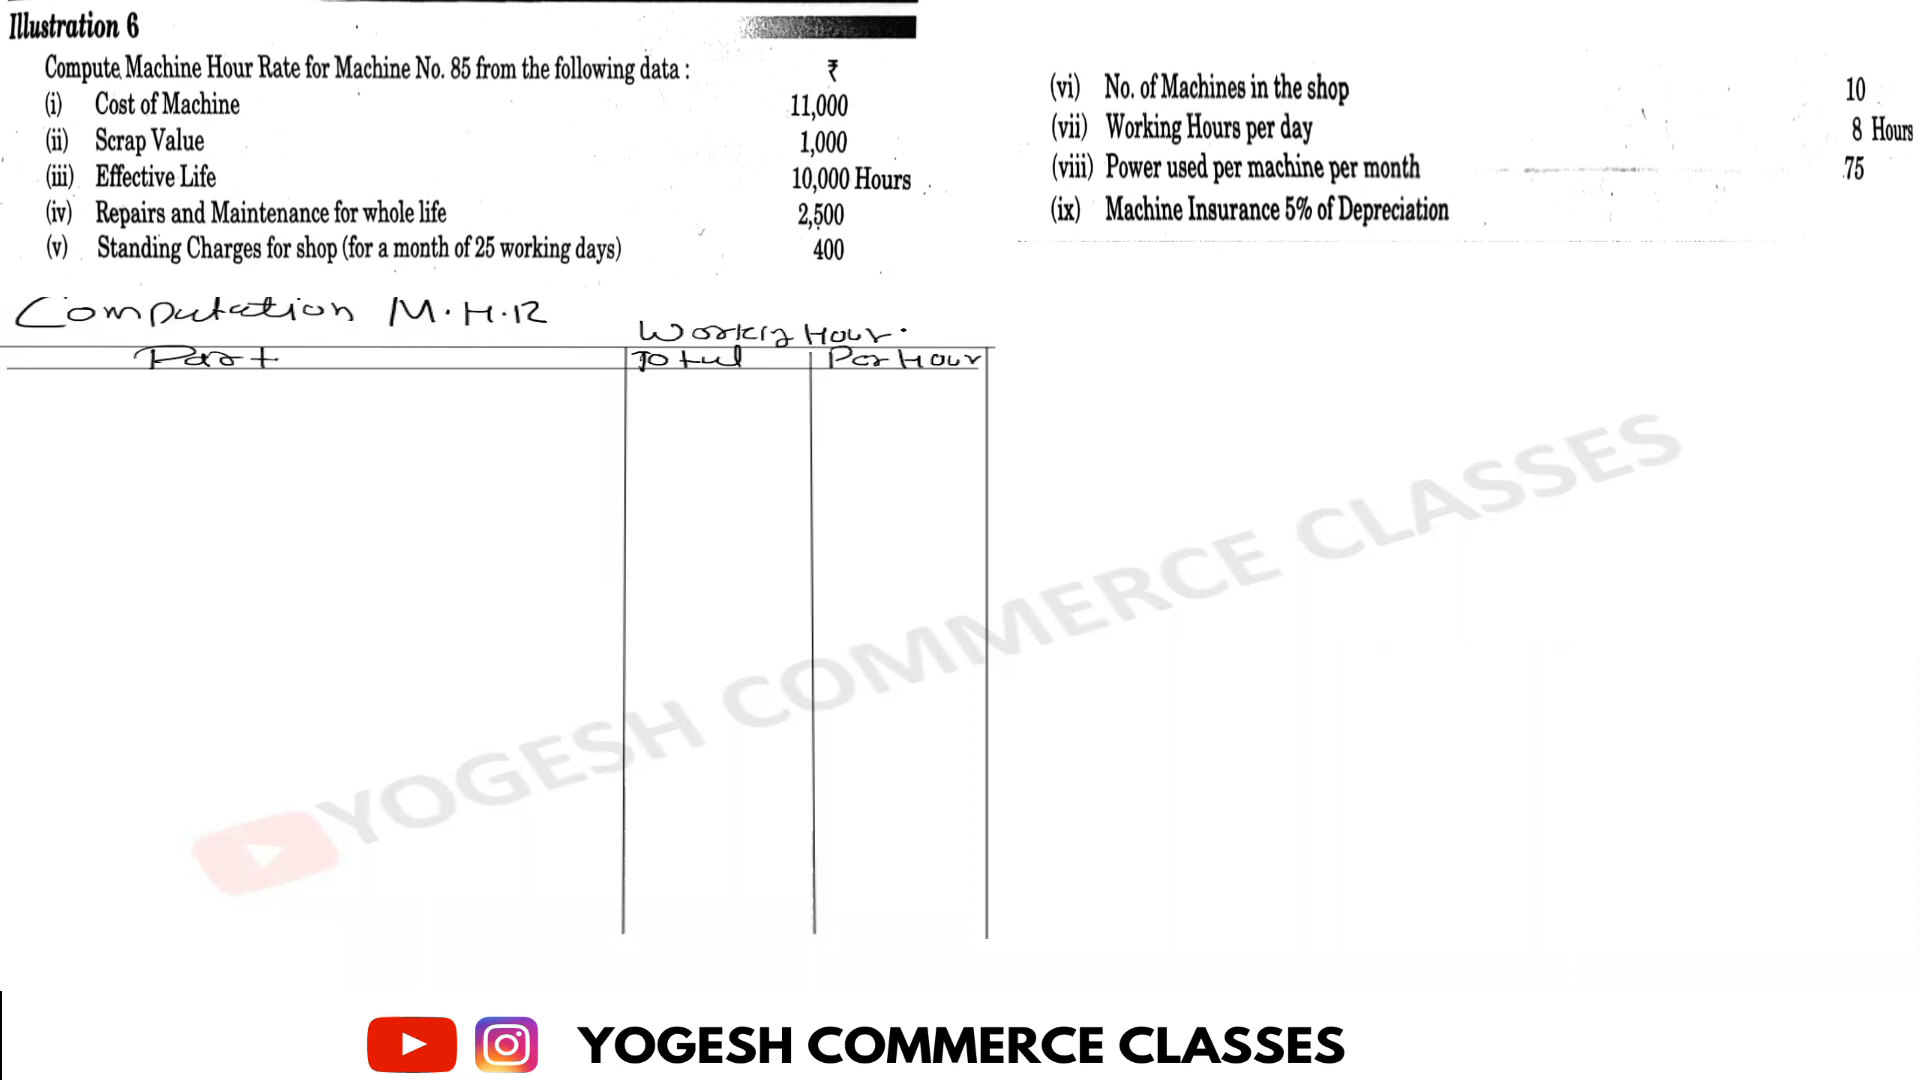 Illustration 6
Compute Machine Hour Rate for Machine No. 85 from the following data : ₹
(i) Cost of Machine 11,000
(ii) Scrap Value 1,000
(iii) Effective Life 10,000 Hours
(iv) Repairs and Maintenance for whole life 2,500
(v) Standing Charges for shop (for a month of 25 working days) 400
(vi) No. of Machines in the shop 10
(vii) Working Hours per day 8 Hours
(viii) Power used per machine per month 75
(ix) Machine Insurance 5% of Depreciation
Computation M.H.R
Working Hour.
Part Total Per Hour
YOGESH COMMERCE CLASSES
YOGESH COMMERCE CLASSES